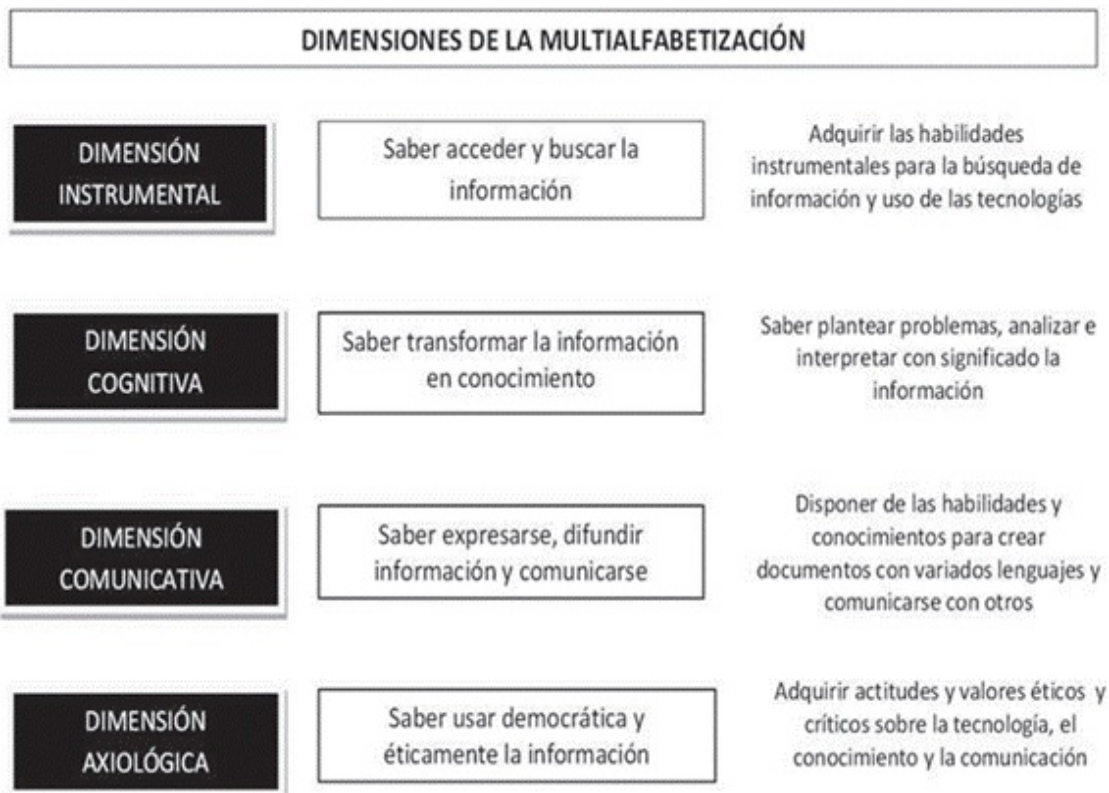 DIMENSIONES DE LA MULTIALFABETIZACIÓN
DIMENSIÓN
INSTRUMENTAL
Saber acceder y buscar la
información
Adquirir las habilidades
instrumentales para la búsqueda de
información y uso de las tecnologías
DIMENSIÓN
COGNITIVA
Saber transformar la información
en conocimiento
Saber plantear problemas, analizar e
interpretar con significado la
información
DIMENSIÓN
COMUNICATIVA
Saber expresarse, difundir
información y comunicarse
Disponer de las habilidades y
conocimientos para crear
documentos con variados lenguajes y
comunicarse con otros
DIMENSIÓN
AXIOLÓGICA
Saber usar democrática y
éticamente la información
Adquirir actitudes y valores éticos y
críticos sobre la tecnología, el
conocimiento y la comunicación